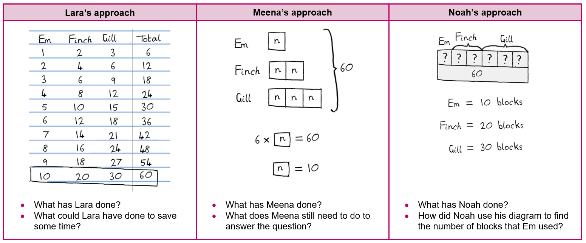 Lara's approach
Em Finch Gill Total
1 2 3 6
2 4 6 12
3 6 9 18
4 8 12 24
5 10 15 30
6 12 18 36
7 14 21 42
8 16 24 48
9 18 27 54
10 20 30 60
• What has Lara done?
• What could Lara have done to save
some time?
Meena's approach
Em n
Finch n n
Gill n n n
60
6 × n = 60
n = 10
• What has Meena done?
• What does Meena still need to do to
answer the question?
Noah's approach
Em Finch Gill
? ? ? ? ? ?
60
Em = 10 blocks
Finch = 20 blocks
Gill = 30 blocks
• What has Noah done?
• How did Noah use his diagram to find
the number of blocks that Em used?